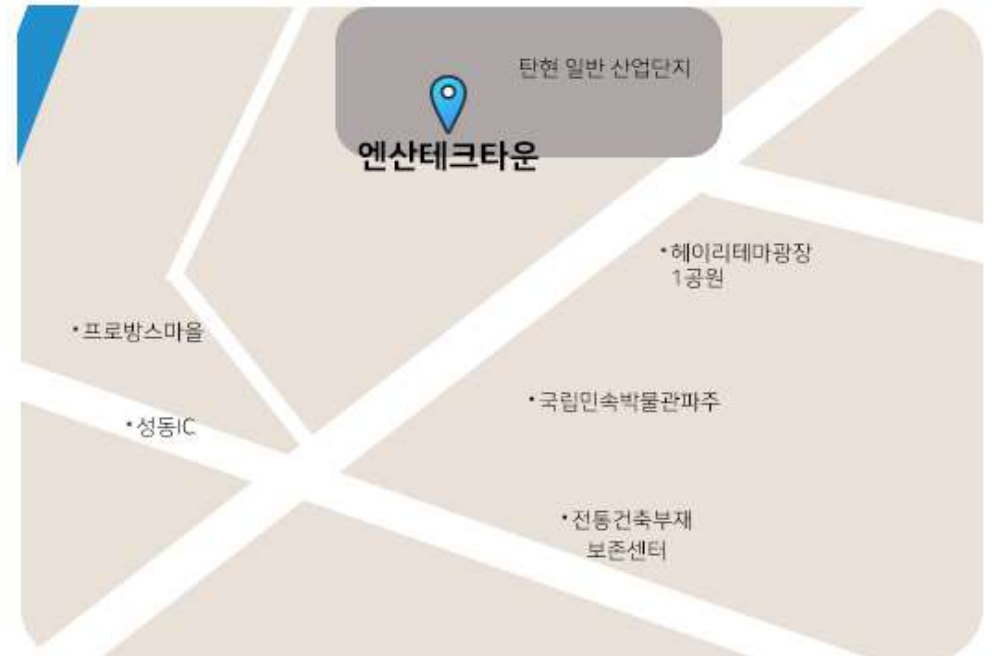 탄현 일반 산업단지
엔산테크타운
헤이리테마광장
1공원
프로방스마을
국립민속박물관파주
성동IC
전통건축부재
보존센터